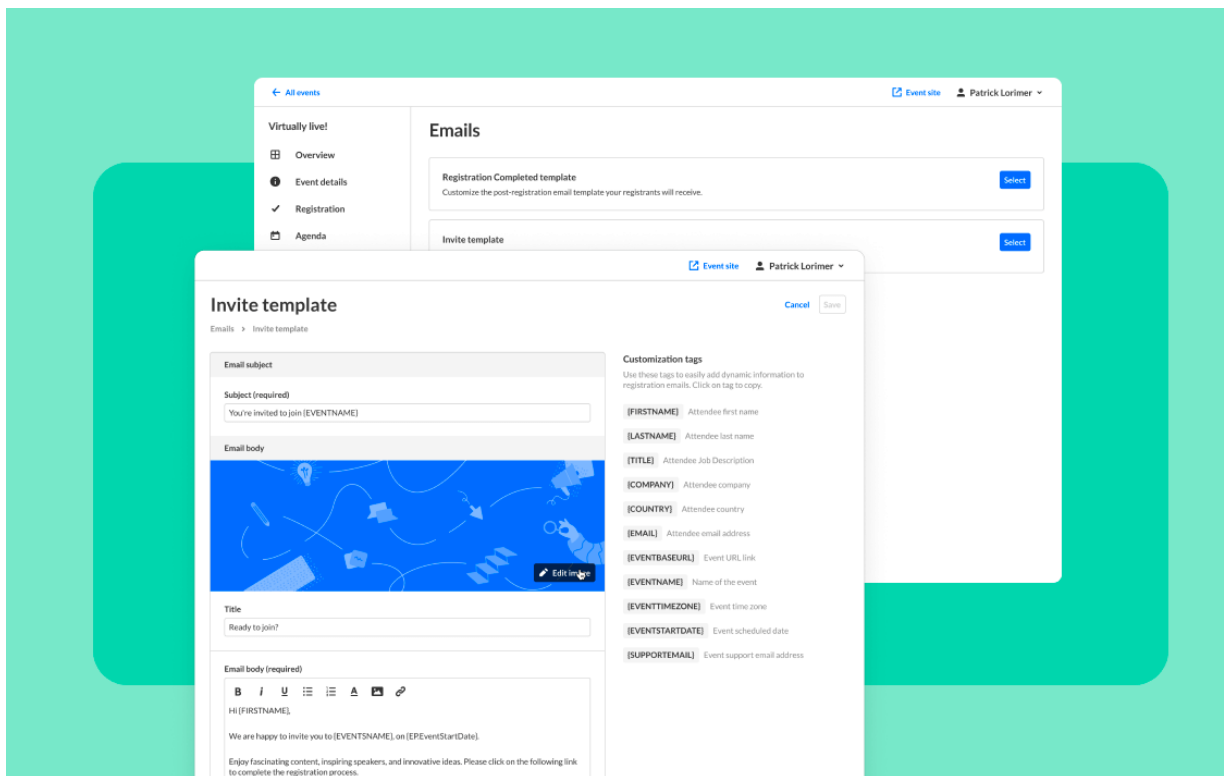 All events
Event site
Patrick Lorimer
Virtually live!
Overview
Event details
Registration
Agenda
Emails
Registration Completed template
Customize the post-registration email template your registrants will receive.
Select
Invite template
Select
Event site
Patrick Lorimer
Invite template
Cancel
Save
Emails > Invite template
Email subject
Subject (required)
You're invited to join {EVENTNAME}
Email body
Edit image
Title
Ready to join?
Email body (required)
B i U A
Hi {FIRSTNAME},
We are happy to invite you to {EVENTSNAME}, on {EP.EventStartDate}.
Enjoy fascinating content, inspiring speakers, and innovative ideas. Please click on the following link
to complete the registration process.
Customization tags
Use these tags to easily add dynamic information to
registration emails. Click on tag to copy.
{FIRSTNAME} Attendee first name
{LASTNAME} Attendee last name
{TITLE} Attendee Job Description
{COMPANY} Attendee company
{COUNTRY} Attendee country
{EMAIL} Attendee email address
{EVENTBASEURL} Event URL link
{EVENTNAME} Name of the event
{EVENTTIMEZONE} Event time zone
{EVENTSTARTDATE} Event scheduled date
{SUPPORTEMAIL} Event support email address